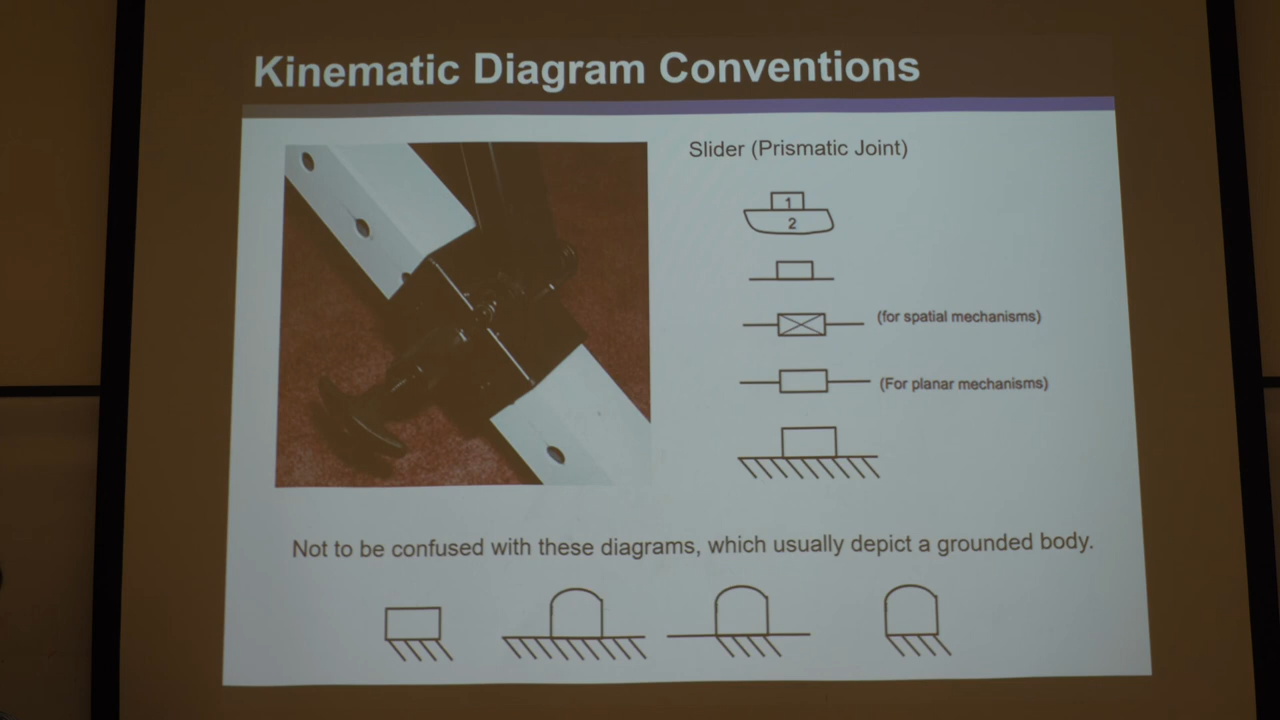 Kinematic Diagram Conventions
Slider (Prismatic Joint)
1
2
(for spatial mechanisms)
(For planar mechanisms)
Not to be confused with these diagrams, which usually depict a grounded body.